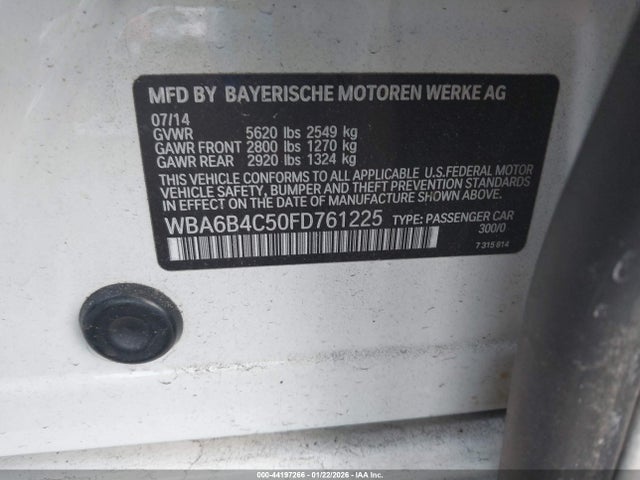 MFD BY BAYERISCHE MOTOREN WERKE AG
07/14
GVWR 5620 lbs 2549 kg
GAWR FRONT 2800 lbs 1270 kg
GAWR REAR 2920 lbs 1324 kg
THIS VEHICLE CONFORMS TO ALL APPLICABLE U.S.FEDERAL MOTOR
VEHICLE SAFETY, BUMPER AND THEFT PREVENTION STANDARDS
IN EFFECT ON THE DATE OF MANUFACTURE SHOWN ABOVE.
WBA6B4C50FD761225 TYPE: PASSENGER CAR
300/0
7 315 014
000-44197266 - 01/22/2026 - IAA Inc.